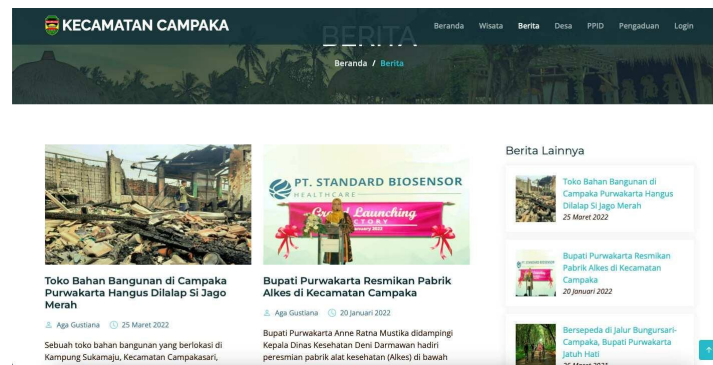 KECAMATAN CAMPAKA
Beranda
Wisata
Berita
Desa
PPID
Pengaduan
Login
BERITA
Beranda / Berita
PT. STANDARD BIOSENSOR
HEALTHCARE
Grand Launching
Toko Bahan Bangunan di Campaka
Purwakarta Hangus Dilalap Si Jago
Merah
Aga Gustiana 25 Maret 2022
Sebuah toko bahan bangunan yang berlokasi di
Kampung Sukamaju, Kecamatan Campakasari,
Bupati Purwakarta Resmikan Pabrik
Alkes di Kecamatan Campaka
Aga Gustiana 20 Januari 2022
Bupati Purwakarta Anne Ratna Mustika didampingi
Kepala Dinas Kesehatan Deni Darmawan hadiri
peresmian pabrik alat kesehatan (Alkes) di bawah
Berita Lainnya
Toko Bahan Bangunan di
Campaka Purwakarta Hangus
Dilalap Si Jago Merah
25 Maret 2022
Bupati Purwakarta Resmikan
Pabrik Alkes di Kecamatan
Campaka
20 Januari 2022
Bersepeda di Jalur Bungursari-
Campaka, Bupati Purwakarta
Jatuh Hati